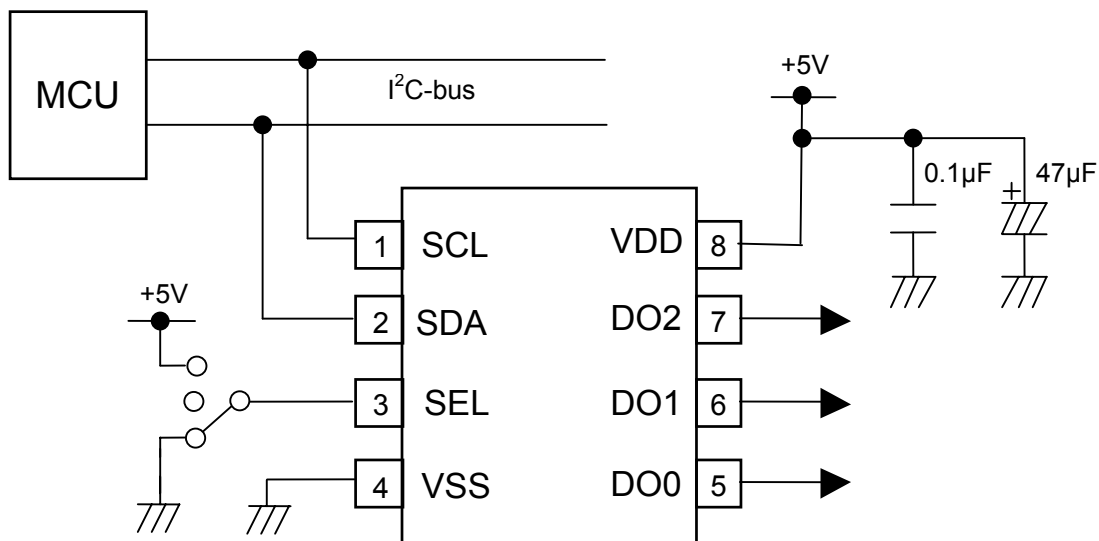 MCU
I²C-bus
+5V
0.1µF
+
47µF
1 SCL
VDD 8
+5V
2 SDA
DO2 7
3 SEL
DO1 6
4 VSS
DO0 5